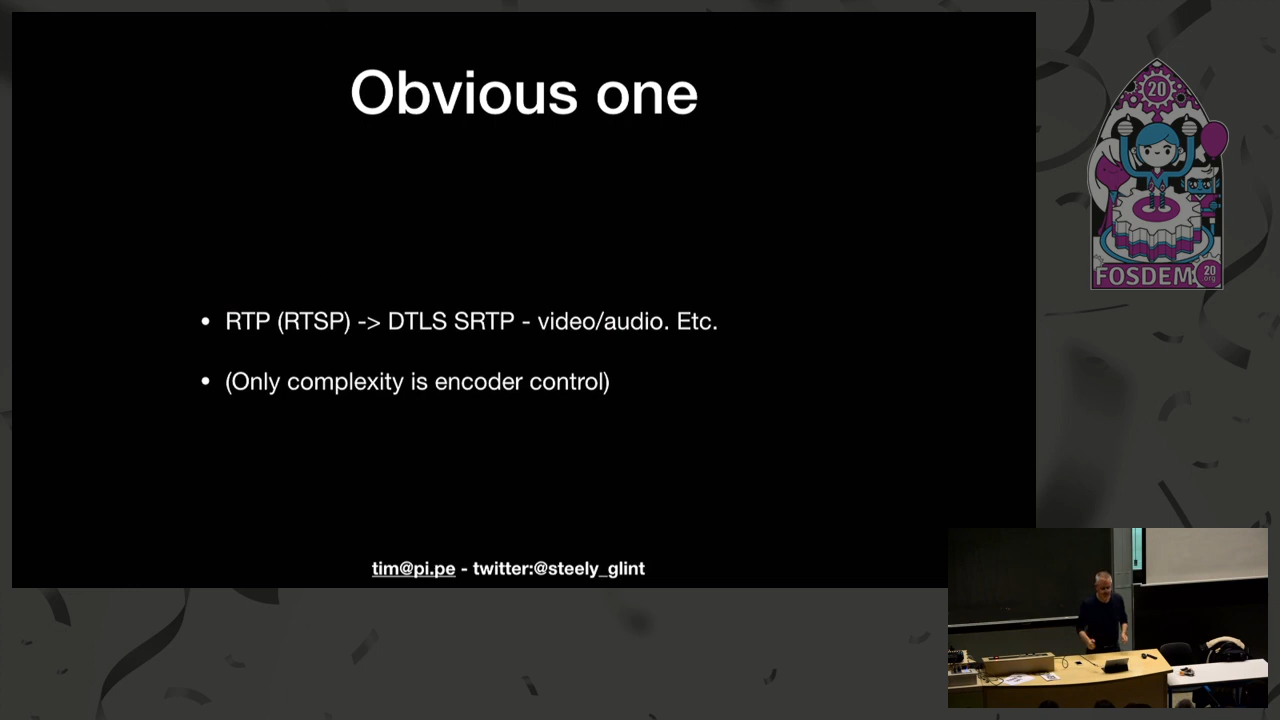 Obvious one
• RTP (RTSP) -> DTLS SRTP - video/audio. Etc.
• (Only complexity is encoder control)
tim@pi.pe - twitter:@steely_glint
20
FOSDEM
20
org